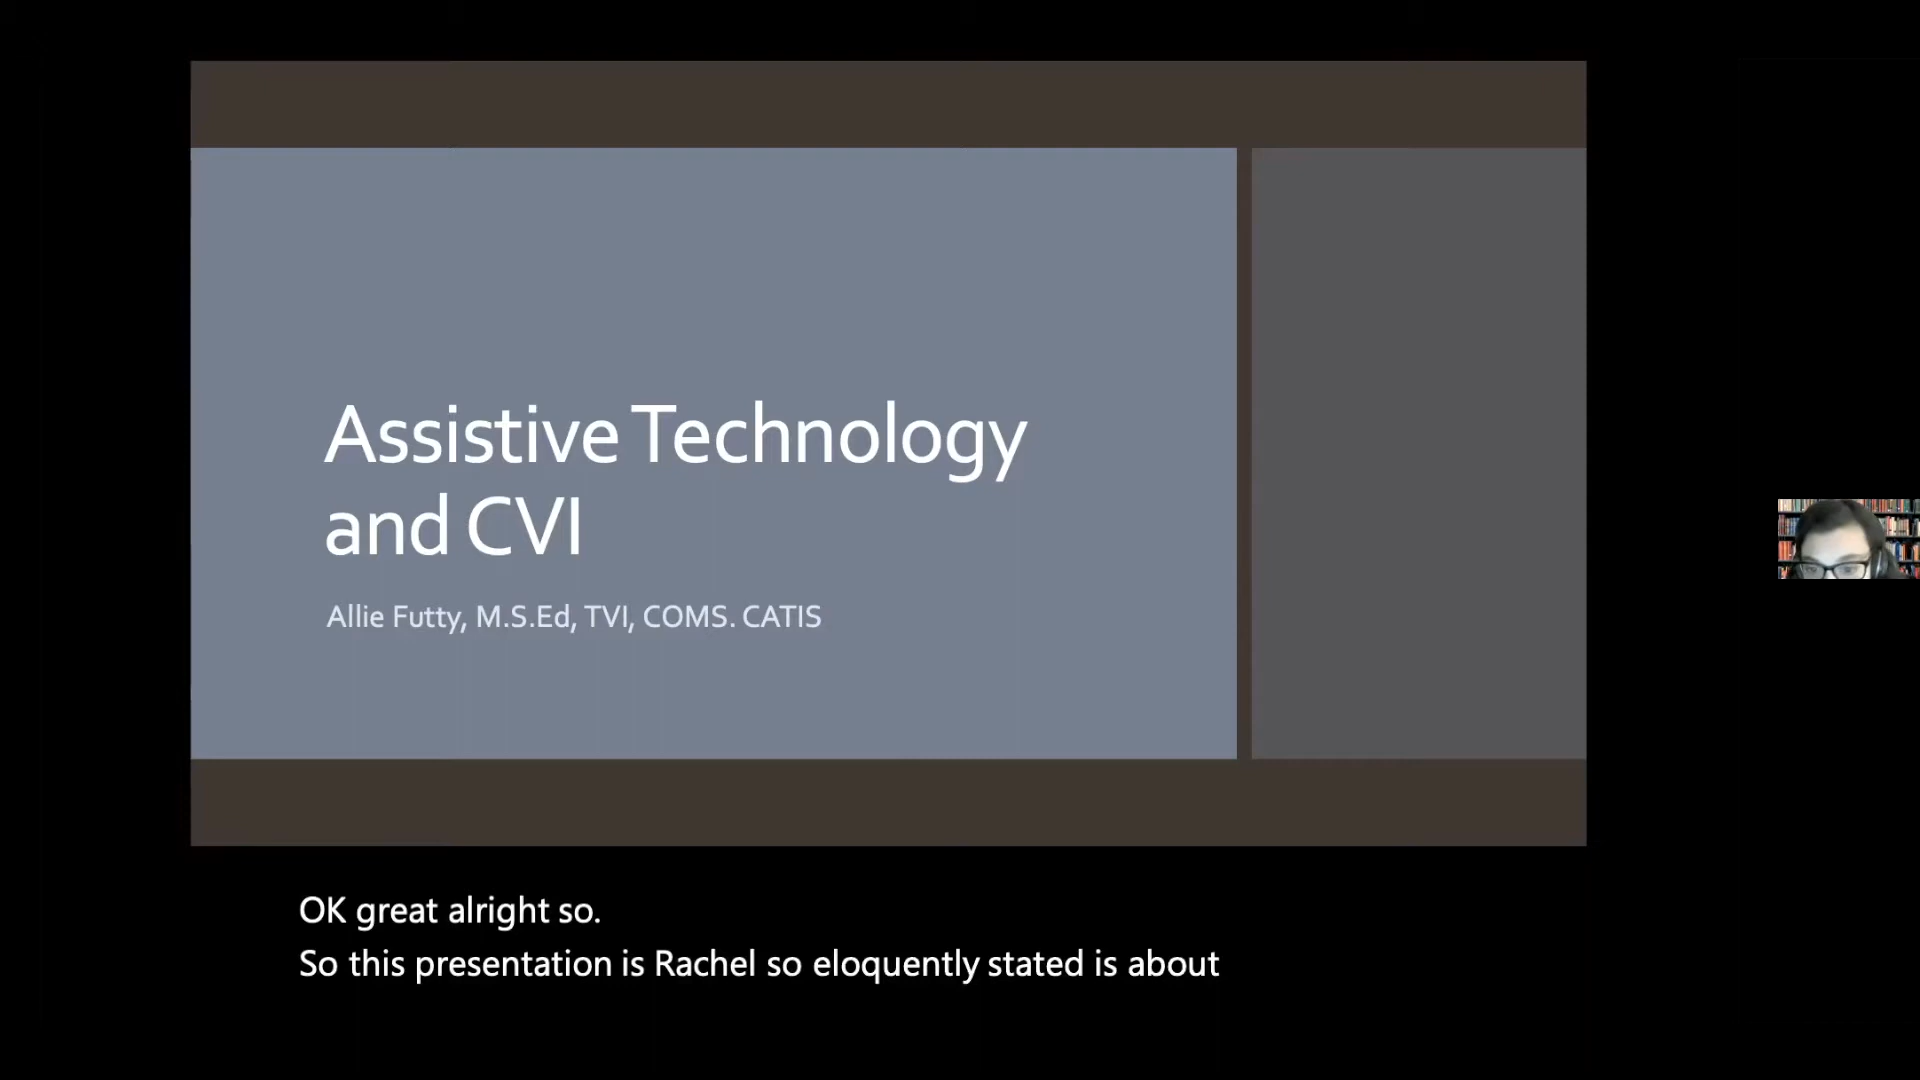 Assistive Technology
and CVI
Allie Futty, M.S.Ed, TVI, COMS. CATIS
OK great alright so.
So this presentation is Rachel so eloquently stated is about